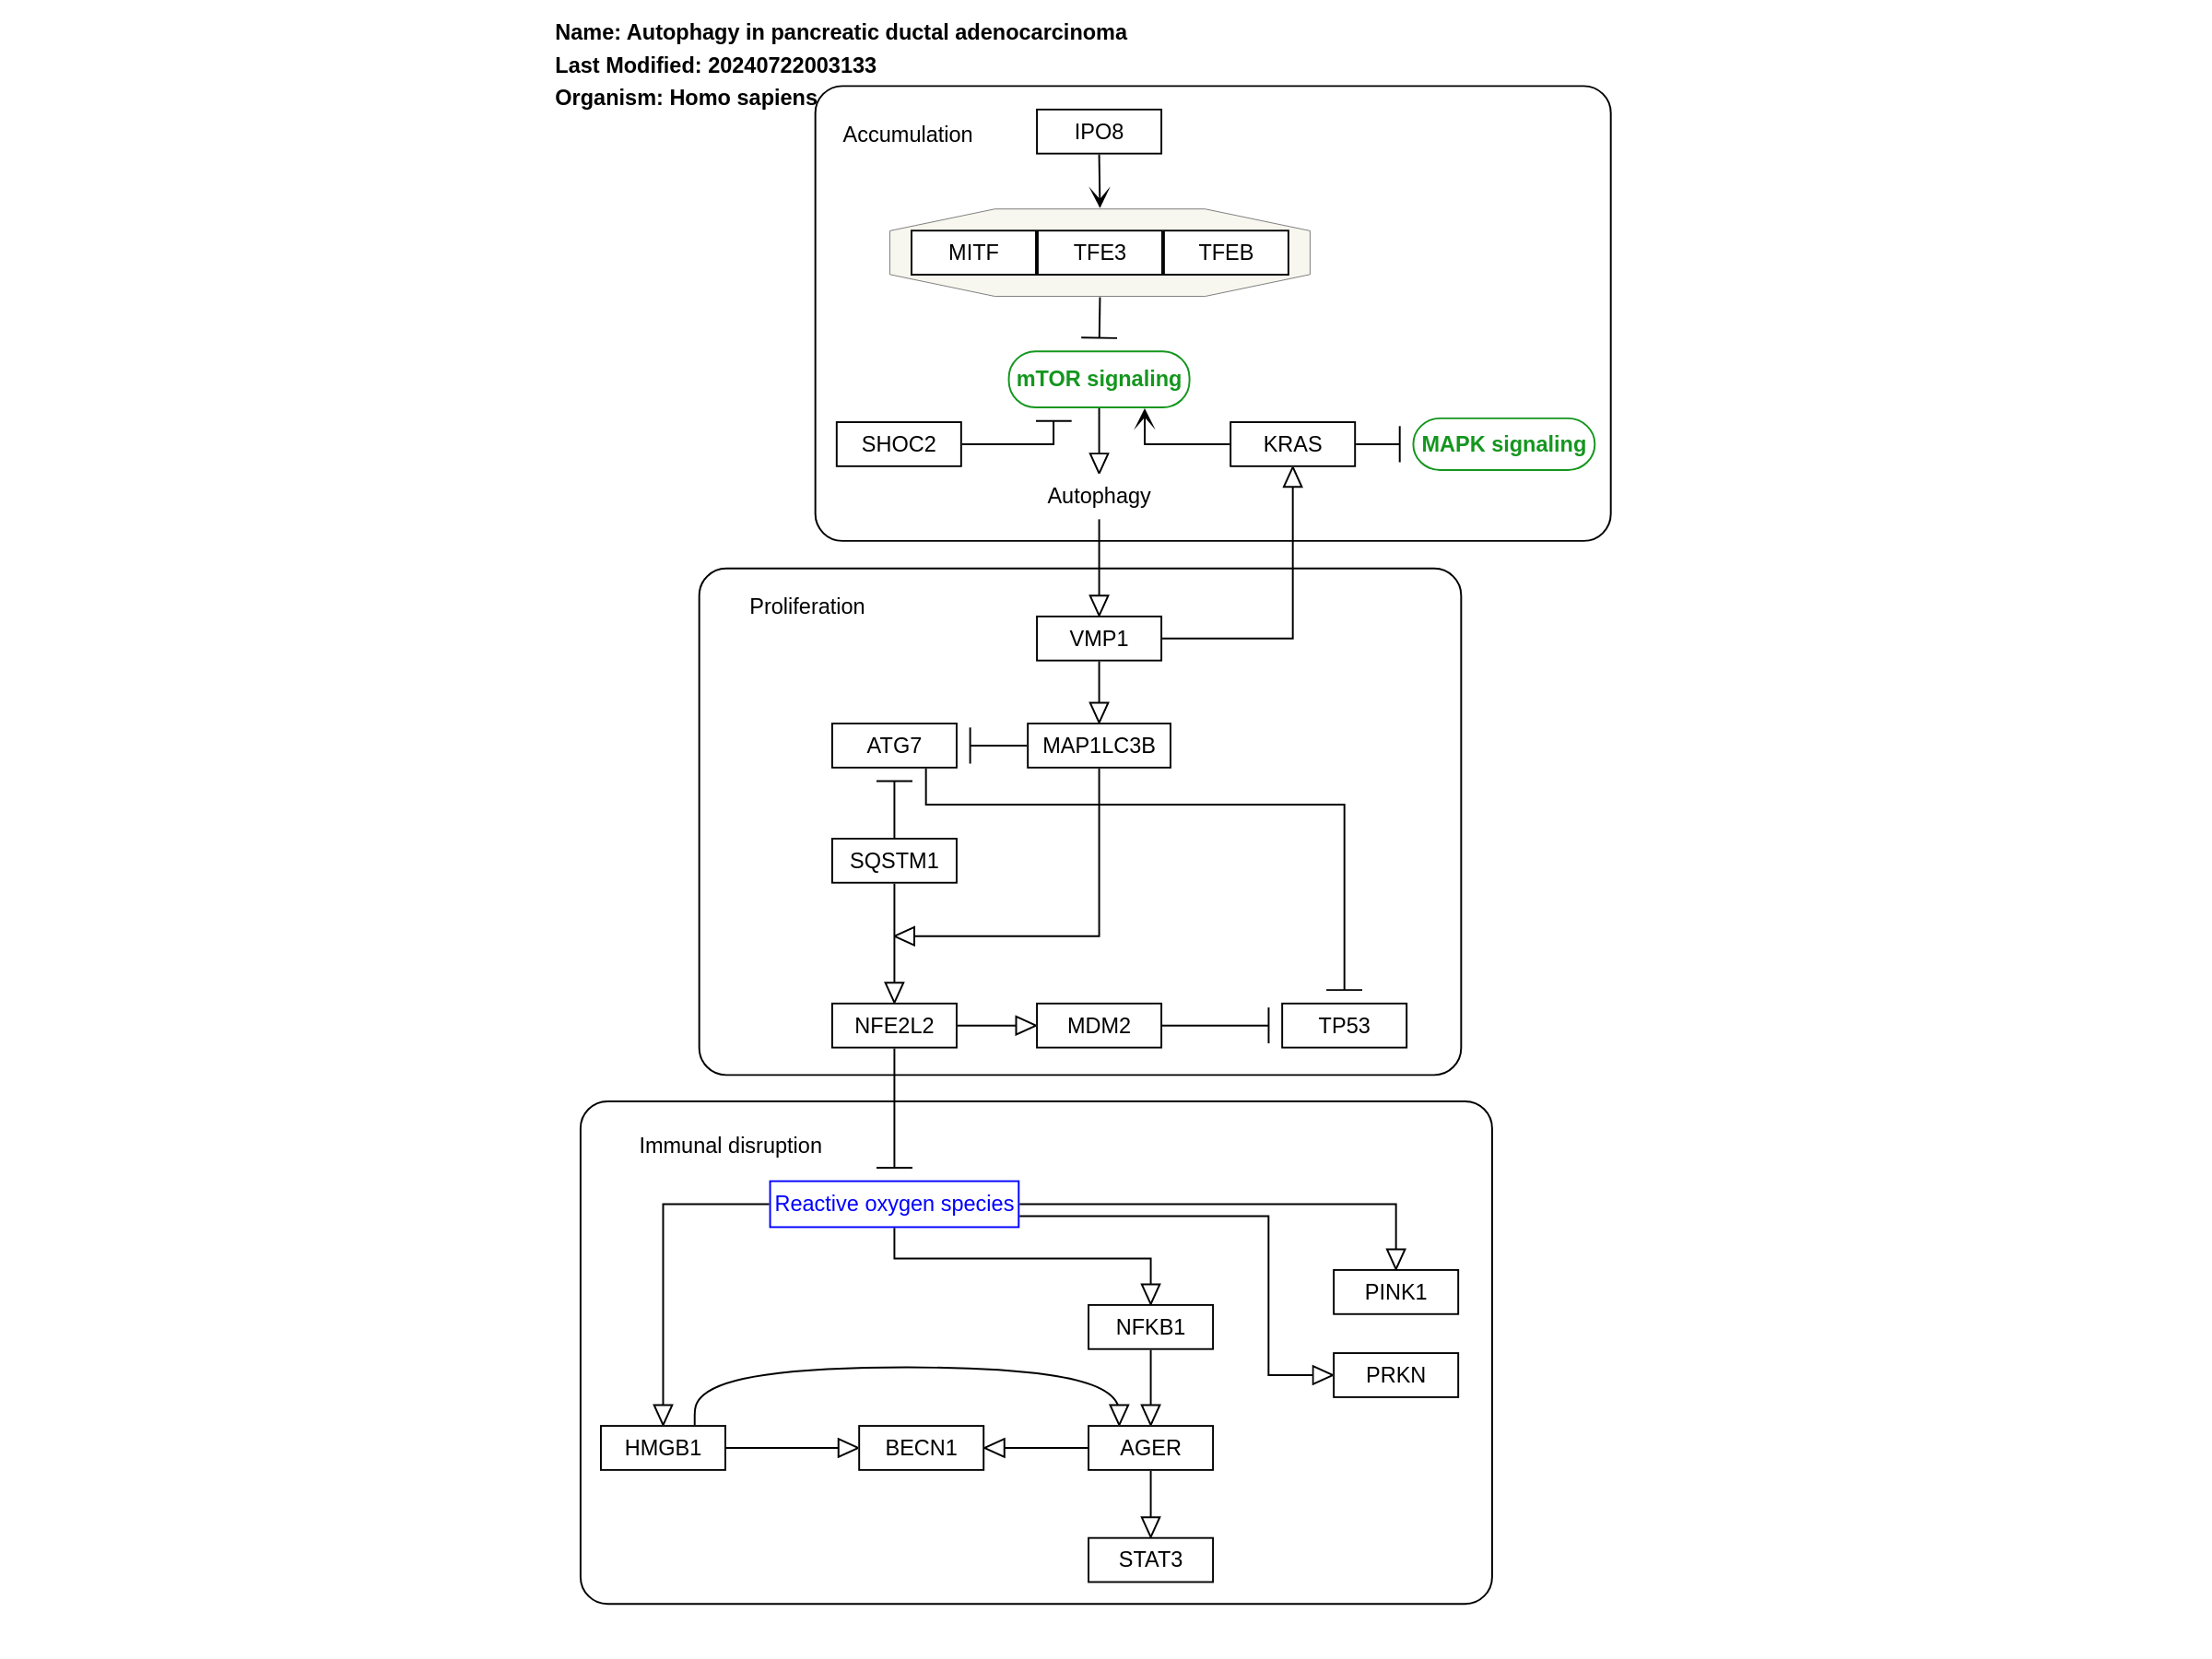 Name: Autophagy in pancreatic ductal adenocarcinoma
Last Modified: 20240722003133
Organism: Homo sapiens
Accumulation
IPO8
MITF
TFE3
TFEB
mTOR signaling
SHOC2
KRAS
MAPK signaling
Autophagy
Proliferation
VMP1
ATG7
MAP1LC3B
SQSTM1
NFE2L2
MDM2
TP53
Immunal disruption
Reactive oxygen species
PINK1
NFKB1
PRKN
HMGB1
BECN1
AGER
STAT3